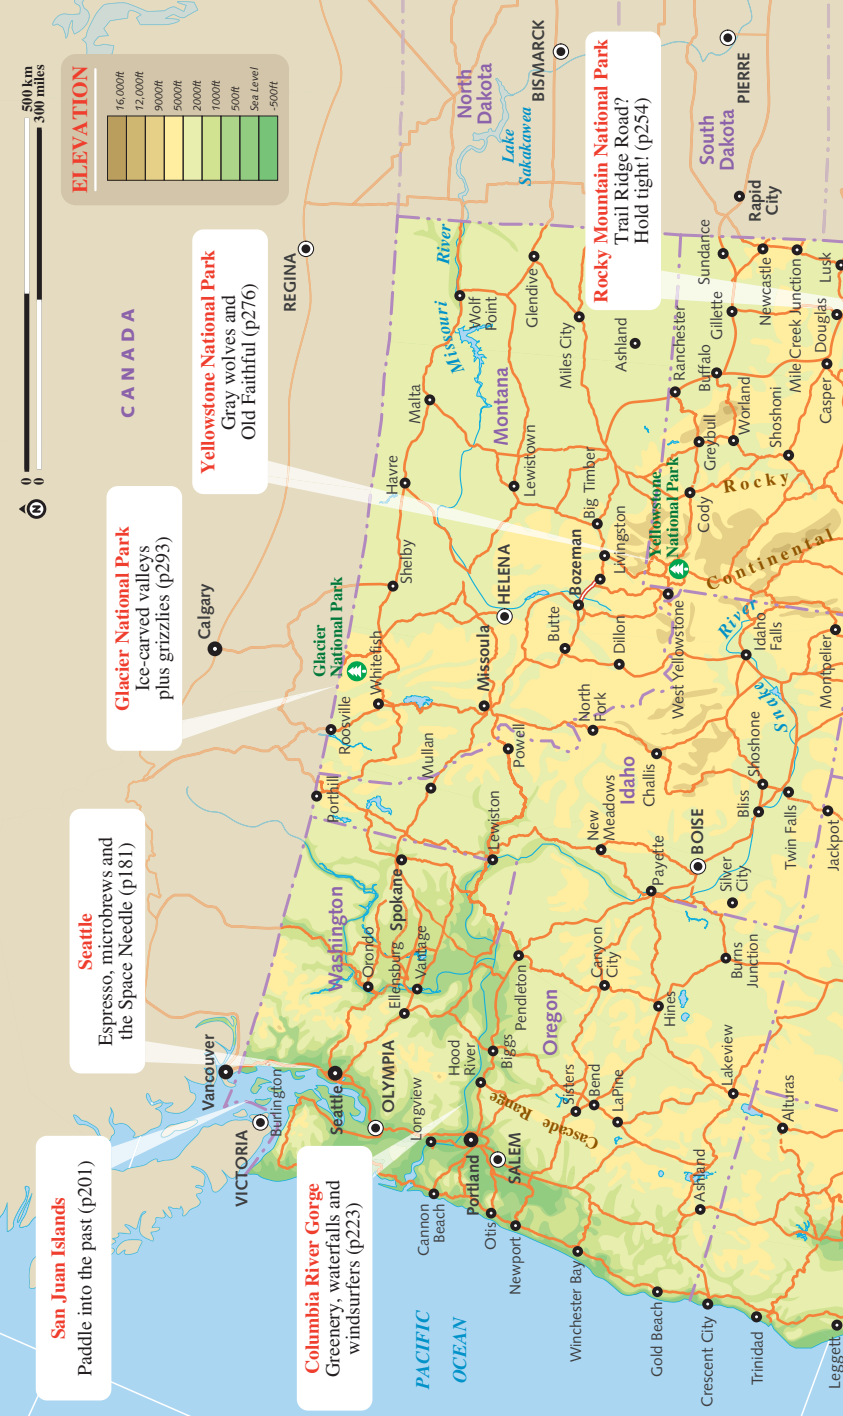 San Juan Islands
Paddle into the past (p201)
Seattle
Espresso, microbrews and
the Space Needle (p181)
Glacier National Park
Ice-carved valleys
plus grizzlies (p293)
Yellowstone National Park
Gray wolves and
Old Faithful (p276)
Rocky Mountain National Park
Trail Ridge Road?
Hold tight! (p254)
Columbia River Gorge
Greenery, waterfalls and
windsurfers (p223)
N
0
500 km
0
300 miles
ELEVATION
16,000ft
12,000ft
9000ft
5000ft
2000ft
1000ft
500ft
Sea Level
-500ft
CANADA
Calgary
REGINA
Vancouver
VICTORIA
Burlington
Seattle
OLYMPIA
Longview
Washington
Orondo
Ellensburg
Vantage
Spokane
Porthill
Roosville
Glacier
National Park
Whitefish
Shelby
Havre
Malta
Missouri
River
Wolf
Point
Glendive
North
Dakota
Lake
Sakakawea
BISMARCK
South
Dakota
PIERRE
Rapid
City
PACIFIC
OCEAN
Cannon
Beach
Portland
SALEM
Otis
Newport
Winchester Bay
Gold Beach
Crescent City
Trinidad
Leggett
Hood
River
Biggs
Pendleton
Oregon
Cascade Range
Sisters
Bend
LaPine
Canyon
City
Hines
Burns
Junction
Lakeview
Alturas
Ashland
Mullan
Lewiston
Powell
Missoula
HELENA
Montana
Lewistown
Miles City
Ashland
Butte
Bozeman
Livingston
Big Timber
Dillon
North
Fork
New
Meadows
Idaho
Challis
Payette
BOISE
Silver
City
Bliss
Shoshone
Twin Falls
Jackpot
Snake
River
Idaho
Falls
Montpelier
West Yellowstone
Yellowstone
National Park
Cody
Greybull
Worland
Shoshoni
Rocky
Continental
Ranchester
Buffalo
Gillette
Sundance
Newcastle
Mile Creek Junction
Casper
Douglas
Lusk